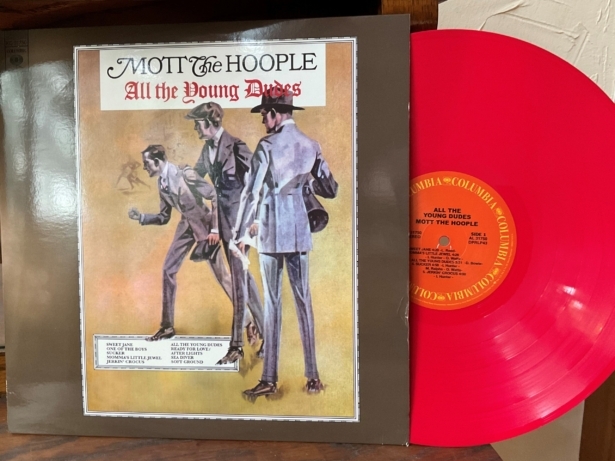 MOTT The HOOPLE
All the Young Dudes
SWEET JANE
ONE OF THE BOYS
SUCKER
MOMMA'S LITTLE JEWEL
JERKIN' CROCUS
ALL THE YOUNG DUDES
READY FOR LOVE/
AFTER LIGHTS
SEA DIVER
SOFT GROUND
COLUMBIA COLUMBIA
ALL THE
YOUNG DUDES
MOTT THE HOOPLE
SIDE 1